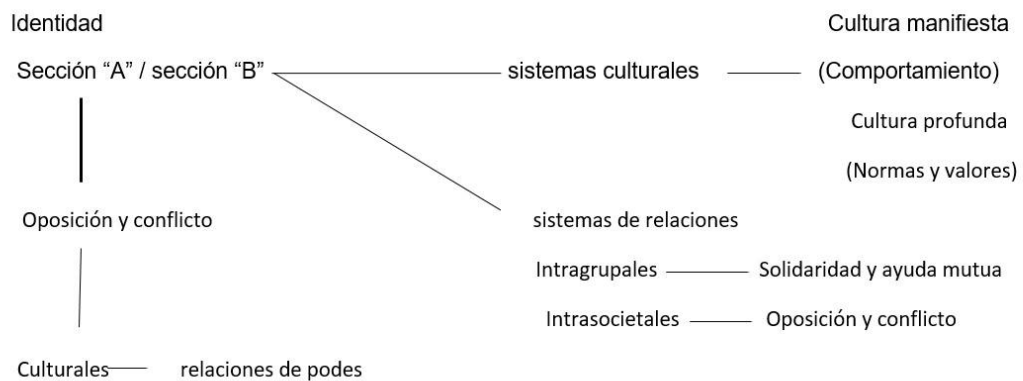 Identidad Cultura manifiesta
Sección “A” / sección “B” sistemas culturales (Comportamiento)
Cultura profunda
(Normas y valores)
Oposición y conflicto sistemas de relaciones
Intragrupales Solidaridad y ayuda mutua
Intrasocietales Oposición y conflicto
Culturales relaciones de podes